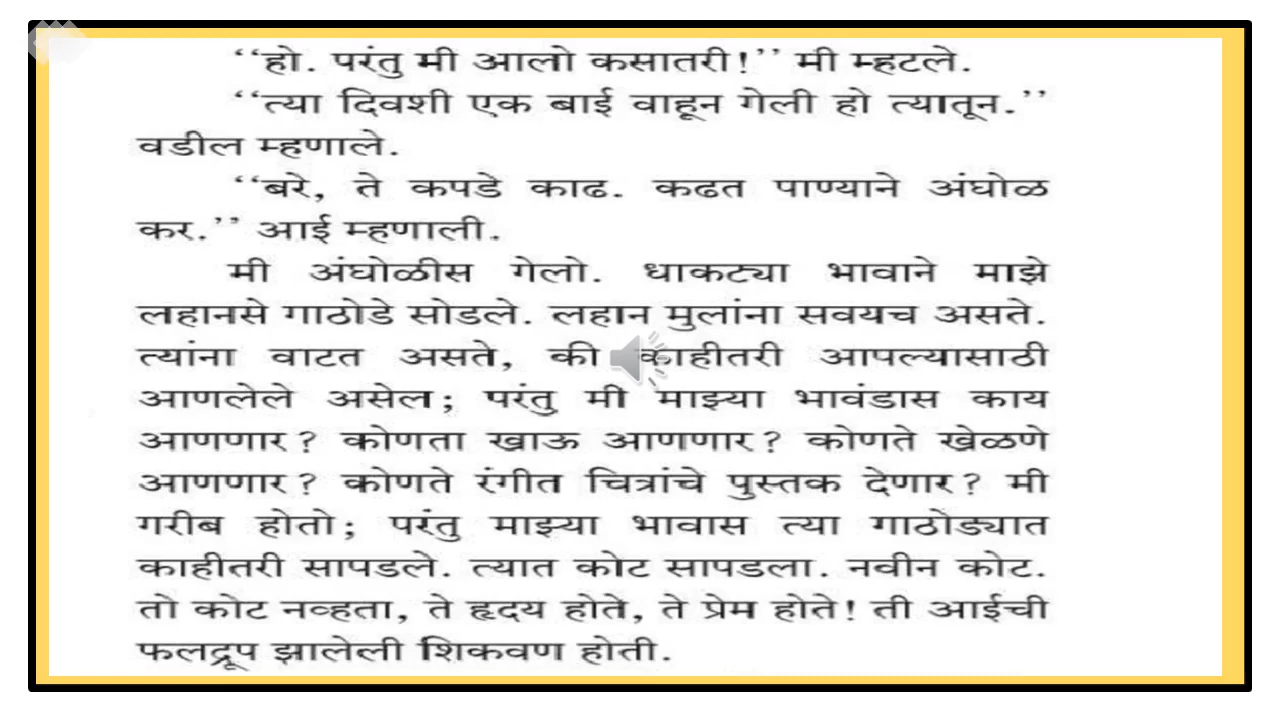 ‘‘हो. परंतु मी आलो कसातरी!’’ मी म्हटले.
‘‘त्या दिवशी एक बाई वाहून गेली हो त्यातून.’’
वडील म्हणाले.
‘‘बरे, ते कपडे काढ. कढत पाण्याने अंघोळ
कर.’’ आई म्हणाली.
मी अंघोळीस गेलो. धाकट्या भावाने माझे
लहानसे गाठोडे सोडले. लहान मुलांना सवयच असते.
त्यांना वाटत असते, की काहीतरी आपल्यासाठी
आणलेले असेल; परंतु मी माझ्या भावंडास काय
आणणार? कोणता खाऊ आणणार? कोणते खेळणे
आणणार? कोणते रंगीत चित्रांचे पुस्तक देणार? मी
गरीब होतो; परंतु माझ्या भावास त्या गाठोड्यात
काहीतरी सापडले. त्यात कोट सापडला. नवीन कोट.
तो कोट नव्हता, ते हृदय होते, ते प्रेम होते! ती आईची
फलद्रूप झालेली शिकवण होती.